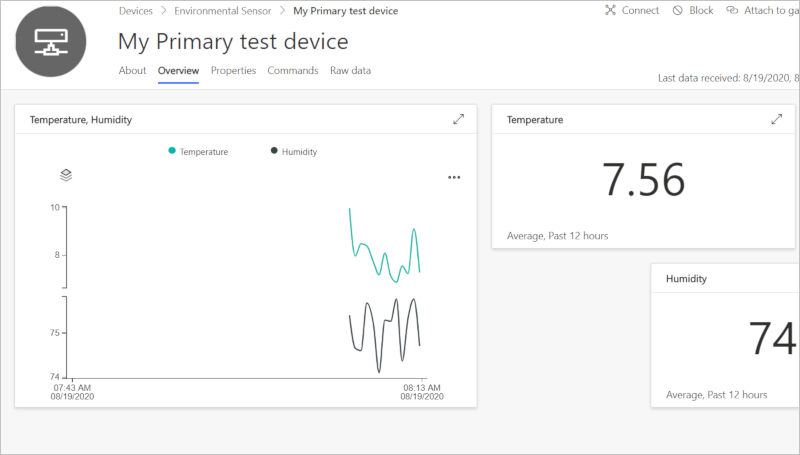 Devices > Environmental Sensor > My Primary test device
Connect Block Attach to
My Primary test device
About Overview Properties Commands Raw data
Last data received: 8/19/2020,
Temperature, Humidity
Temperature Humidity
10
8
75
74
07:43 AM 08:13 AM
08/19/2020 08/19/2020
Temperature
7.56
Average, Past 12 hours
Humidity
74
Average, Past 12 hours